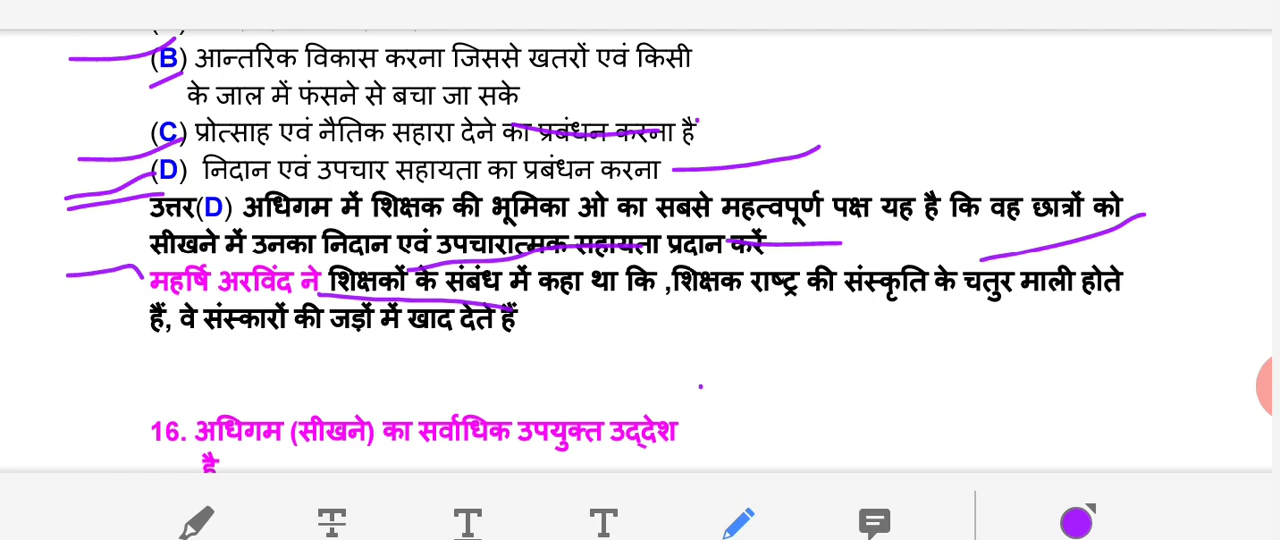 (B) आन्तरिक विकास करना जिससे खतरों एवं किसी
के जाल में फंसने से बचा जा सके
(C) प्रोत्साह एवं नैतिक सहारा देने का प्रबंधन करना है
(D) निदान एवं उपचार सहायता का प्रबंधन करना
उत्तर(D) अधिगम में शिक्षक की भूमिका ओ का सबसे महत्वपूर्ण पक्ष यह है कि वह छात्रों को
सीखने में उनका निदान एवं उपचारात्मक सहायता प्रदान करें
महर्षि अरविंद ने शिक्षकों के संबंध में कहा था कि ,शिक्षक राष्ट्र की संस्कृति के चतुर माली होते
हैं, वे संस्कारों की जड़ों में खाद देते हैं
16. अधिगम (सीखने) का सर्वाधिक उपयुक्त उद्देश
है